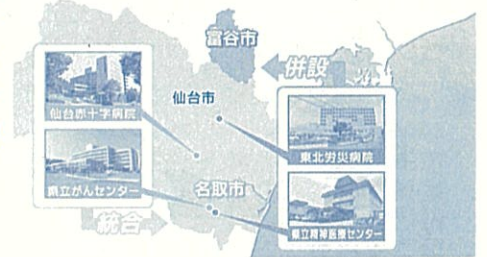 富谷市
併設
仙台赤十字病院
仙台市
東北労災病院
県立がんセンター
名取市
県立精神医療センター
統合